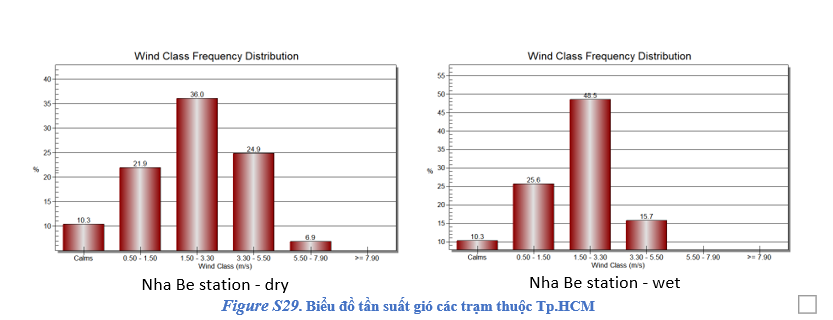 Wind Class Frequency Distribution
%
40
35
30
25
20
15
10
10.3
21.9
36.0
24.9
6.9
Calms
0.50 - 1.50
1.50 - 3.30
3.30 - 5.50
5.50 - 7.90
>= 7.90
Wind Class (m/s)
Nha Be station - dry
Wind Class Frequency Distribution
%
55
50
45
40
35
30
25
20
15
10
10.3
25.6
48.5
15.7
Calms
0.50 - 1.50
1.50 - 3.30
3.30 - 5.50
5.50 - 7.90
>= 7.90
Wind Class (m/s)
Nha Be station - wet
Figure S29. Biểu đồ tần suất gió các trạm thuộc Tp.HCM